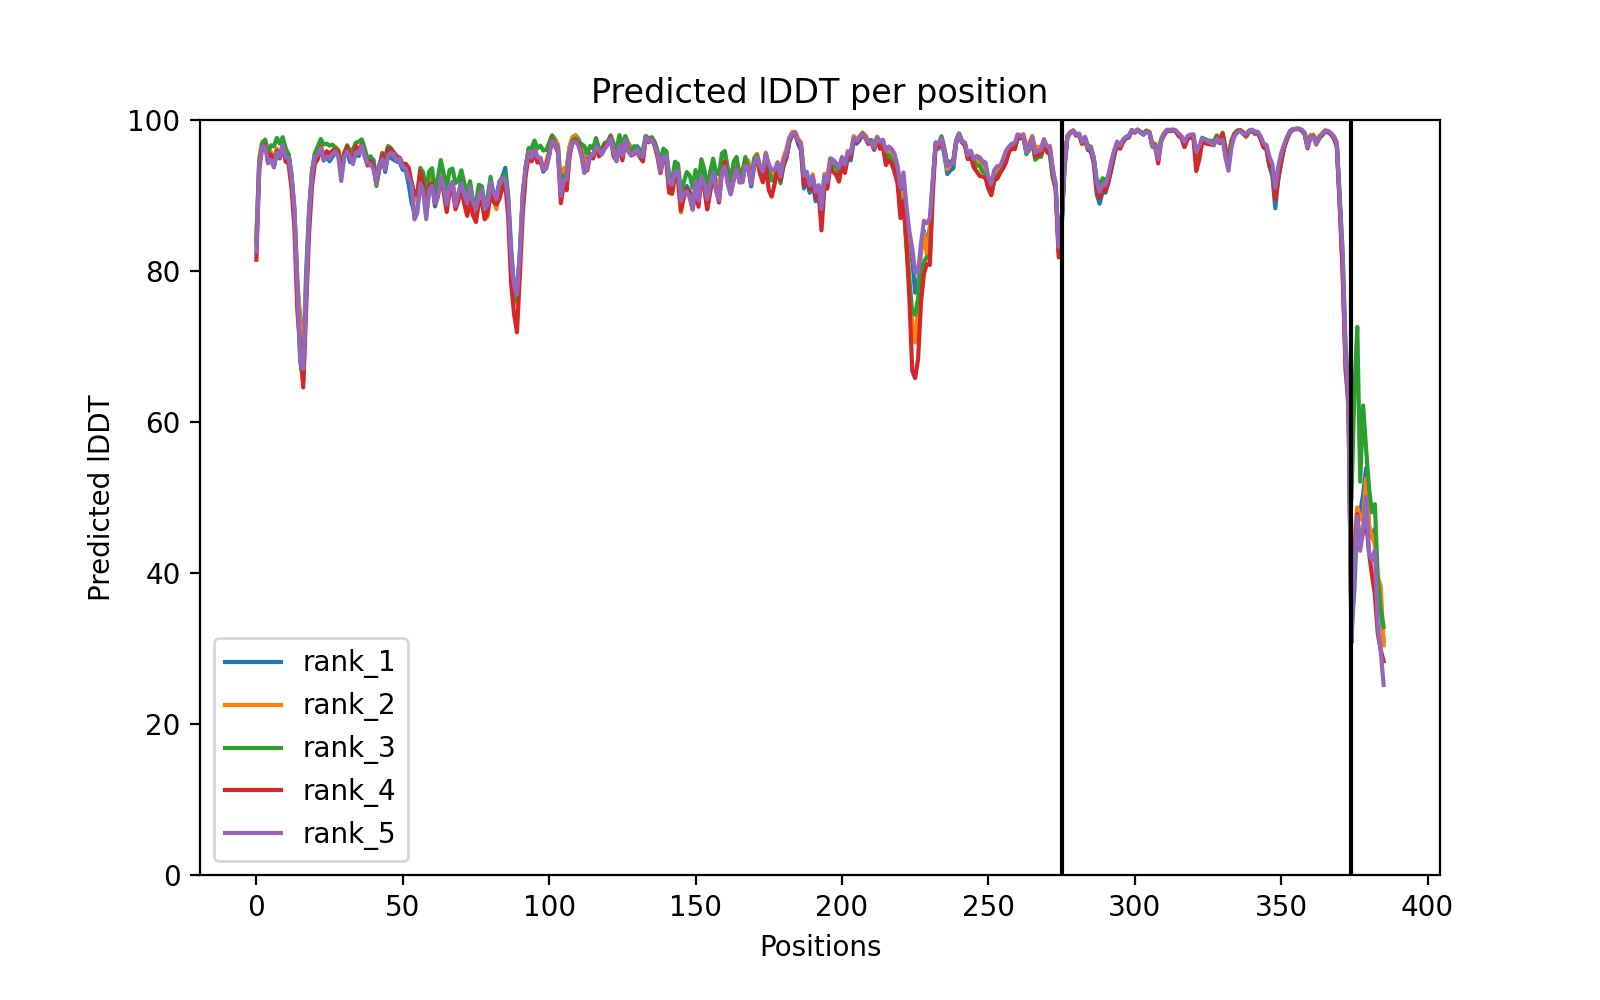 Predicted lDDT per position
100
80
60
40
20
0
Predicted lDDT
rank_1
rank_2
rank_3
rank_4
rank_5
0 50 100 150 200 250 300 350 400
Positions